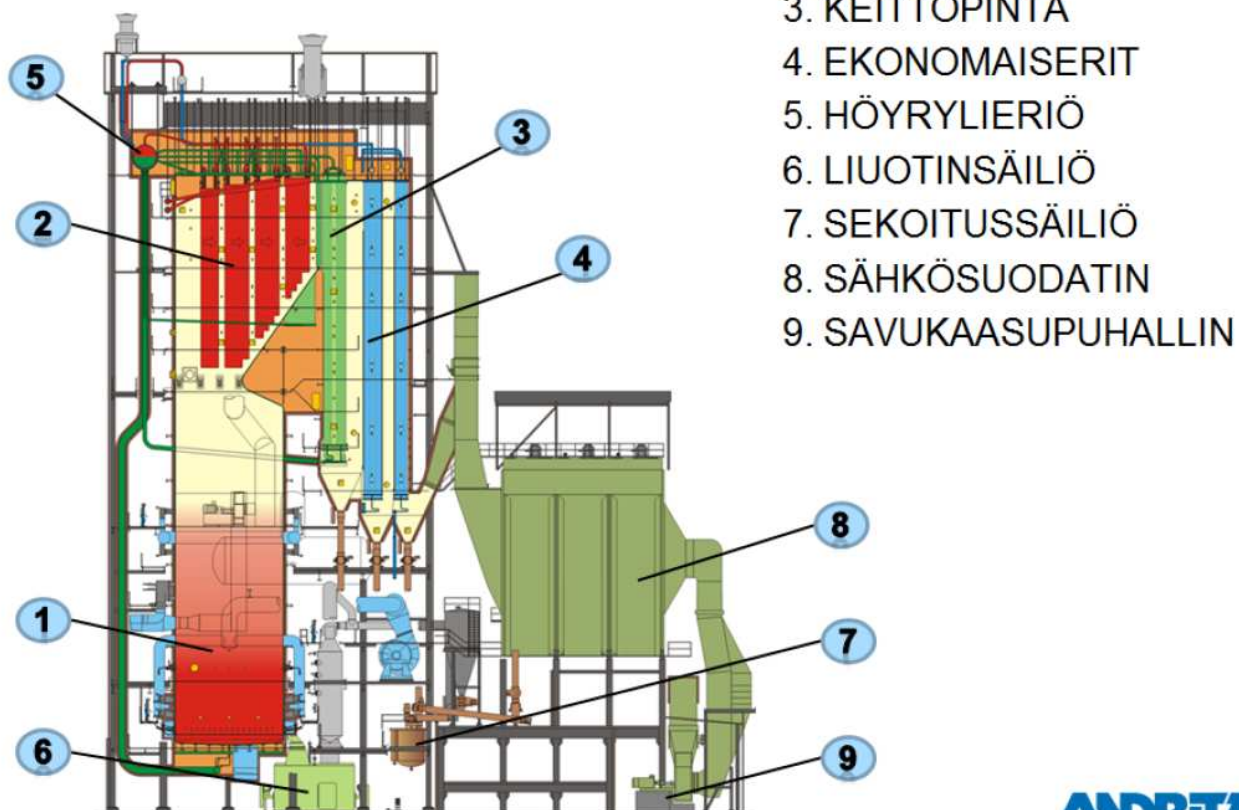 3. KEITTOPINTA
4. EKONOMAISERIT
5. HÖYRYLIERIÖ
6. LIUOTINSÄILIÖ
7. SEKOITUSSÄILIÖ
8. SÄHKÖSUODATIN
9. SAVUKAASUPUHALLIN
5
3
2
4
8
1
7
6
9